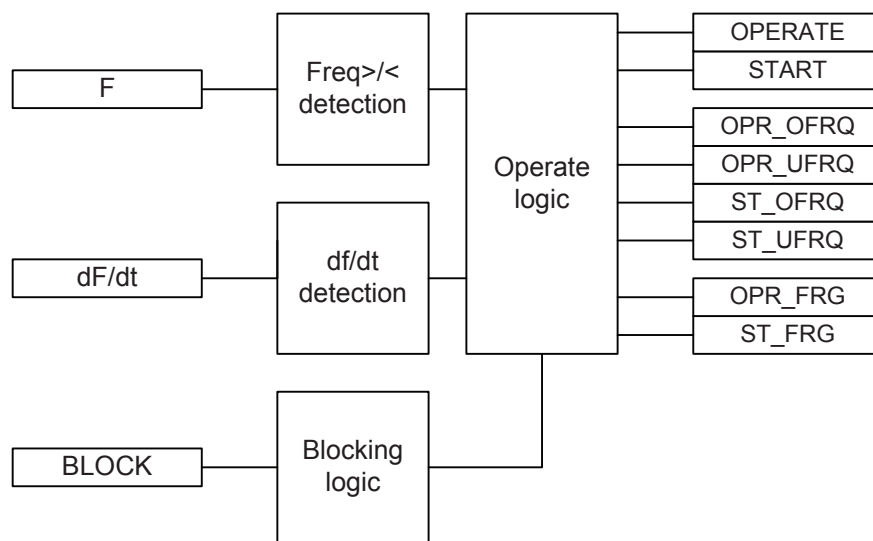 F
Freq>/<
detection
dF/dt
df/dt
detection
BLOCK
Blocking
logic
Operate
logic
OPERATE
START
OPR_OFRQ
OPR_UFRQ
ST_OFRQ
ST_UFRQ
OPR_FRG
ST_FRG